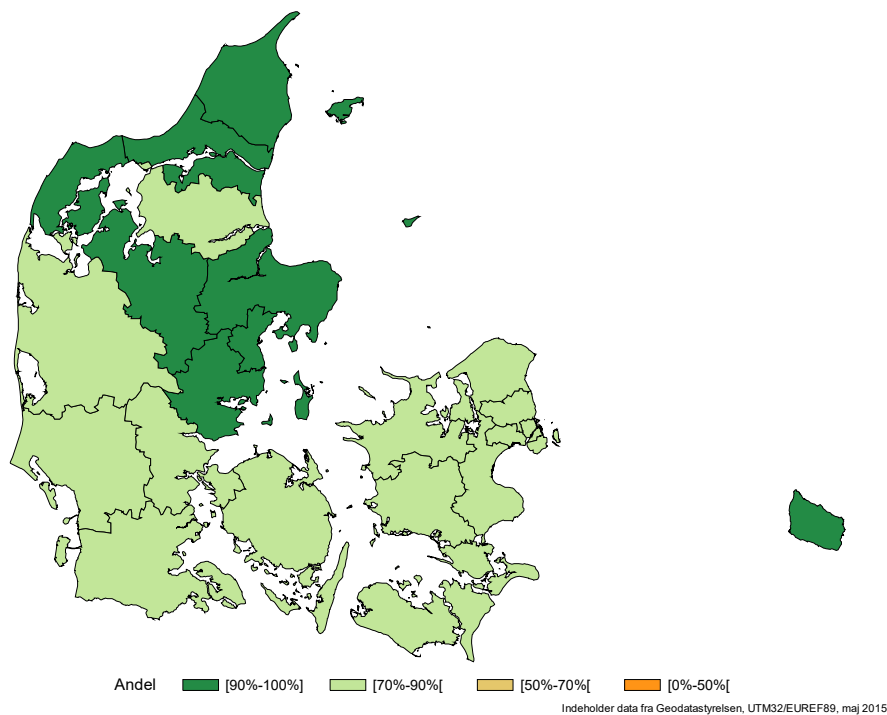 Andel [90%-100%] [70%-90%[ [50%-70%[ [0%-50%[
Indeholder data fra Geodatastyrelsen, UTM32/EUREF89, maj 2015